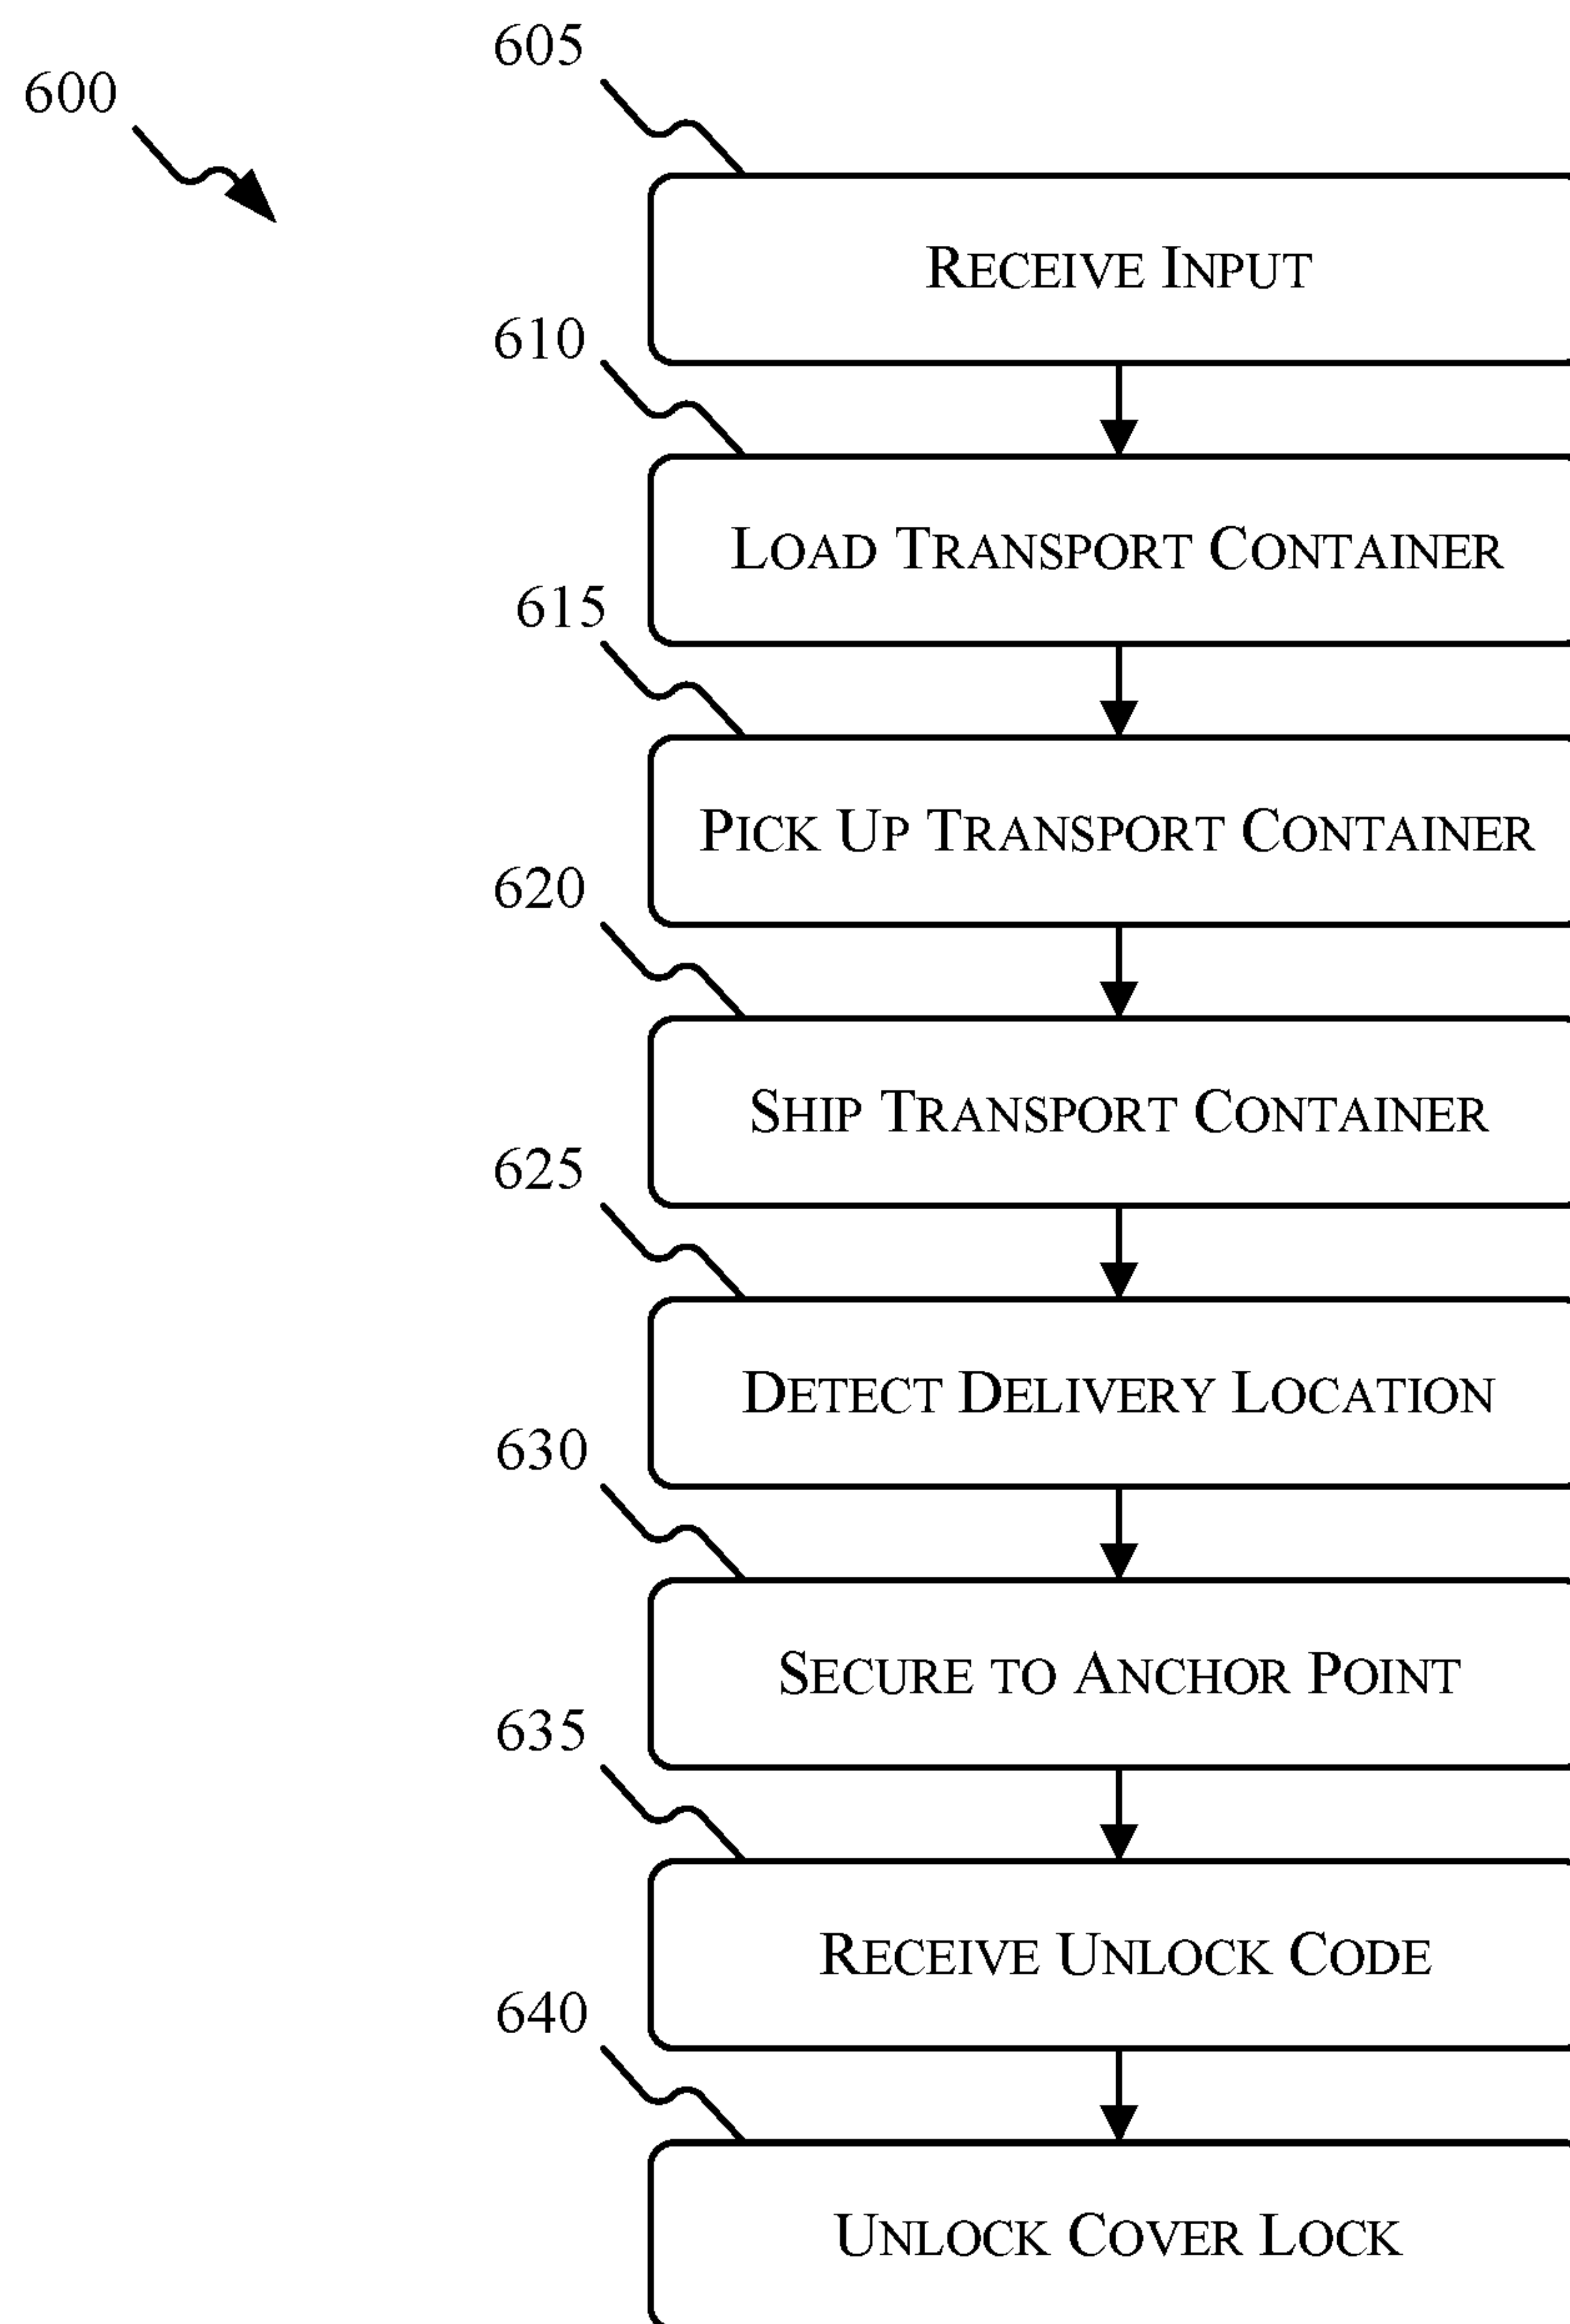 605
600
RECEIVE INPUT
610
LOAD TRANSPORT CONTAINER
615
PICK UP TRANSPORT CONTAINER
620
SHIP TRANSPORT CONTAINER
625
DETECT DELIVERY LOCATION
630
SECURE TO ANCHOR POINT
635
RECEIVE UNLOCK CODE
640
UNLOCK COVER LOCK